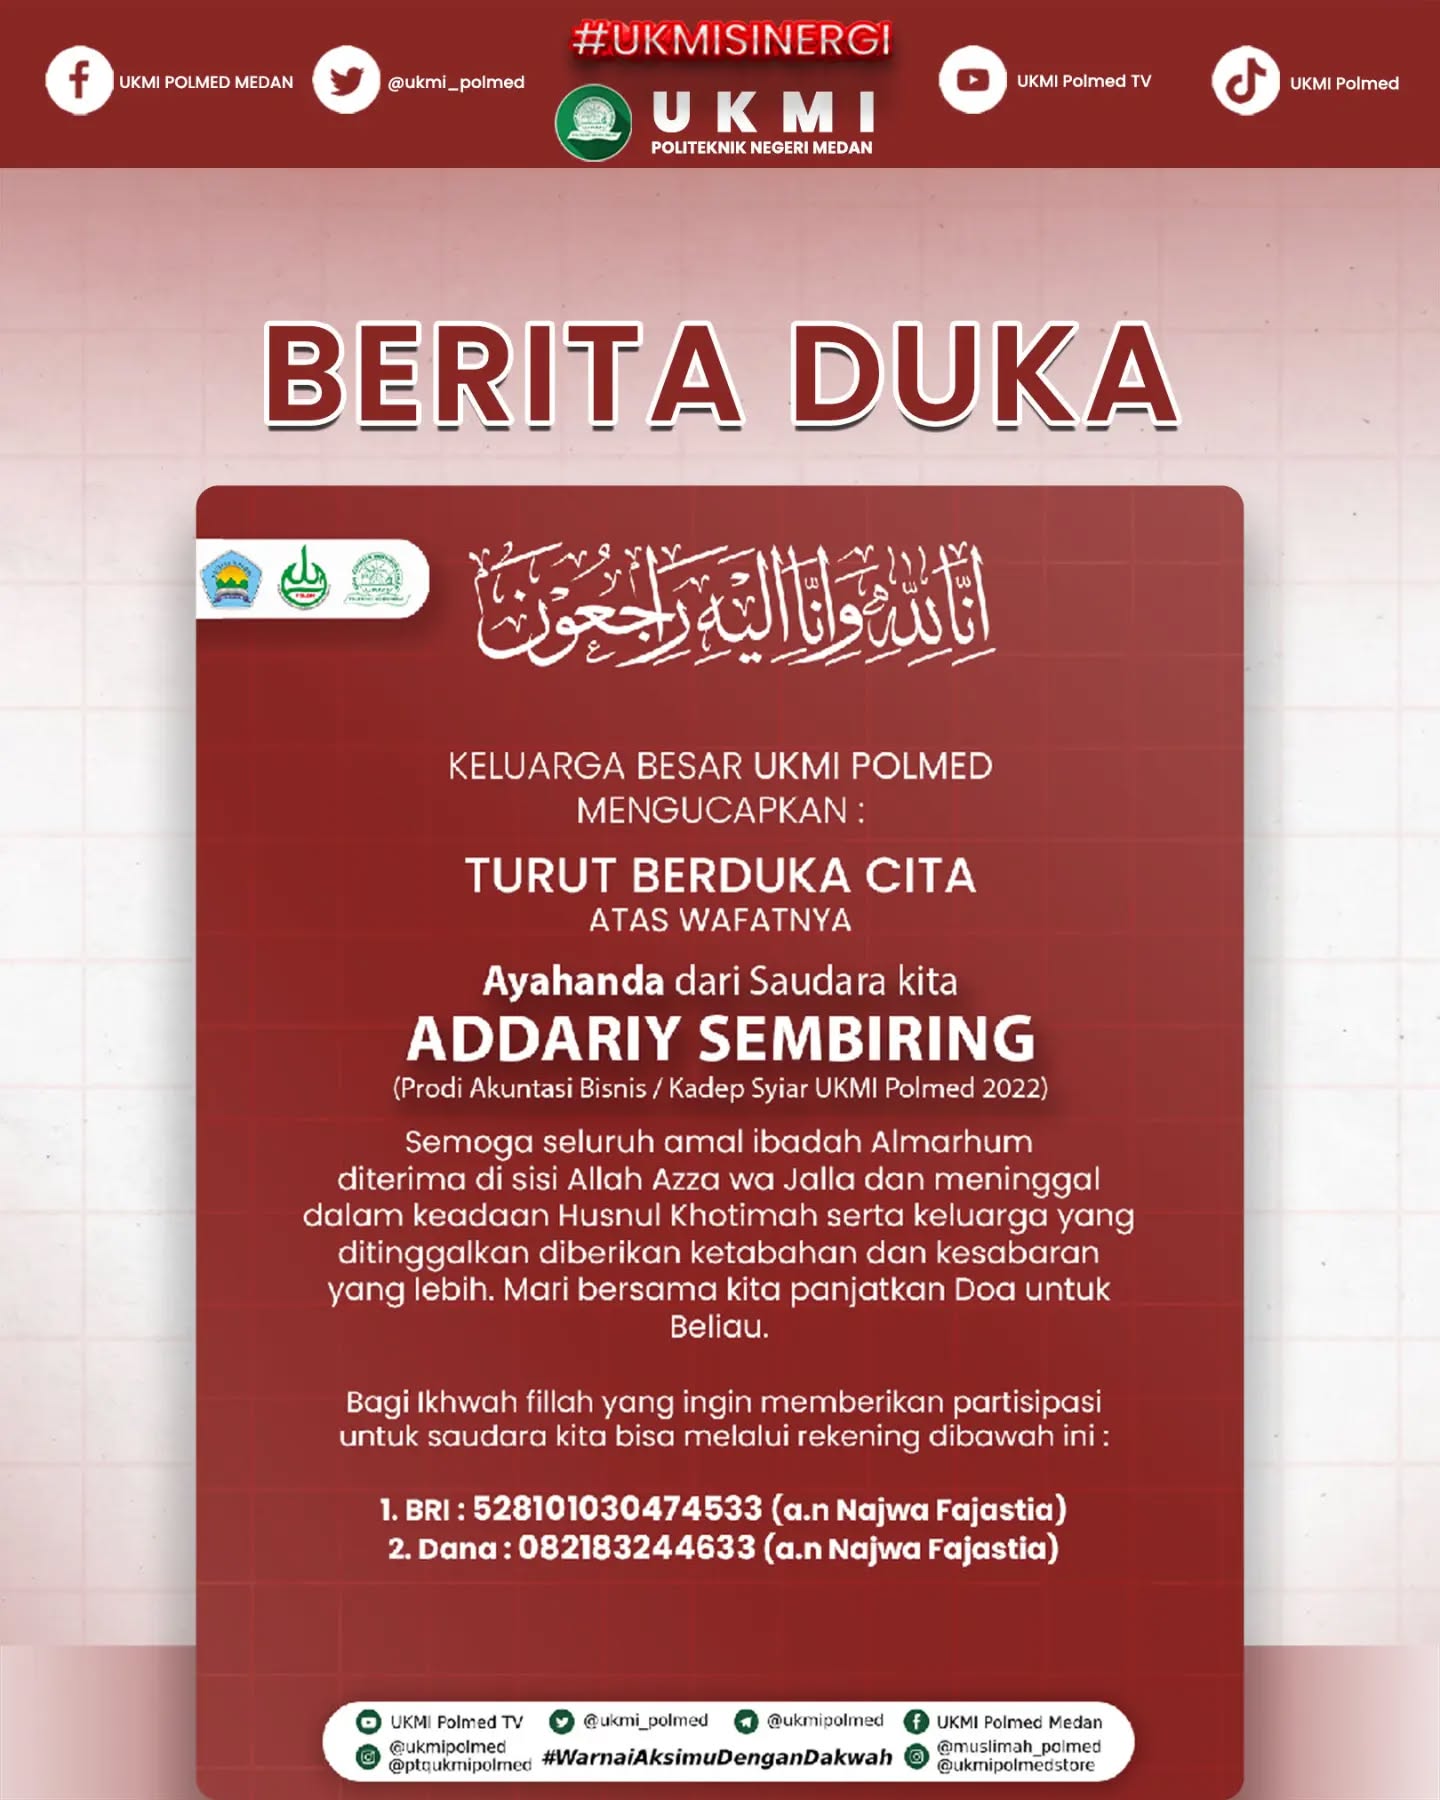 #UKMISINERGI
UKMI POLMED MEDAN
@ukmi_polmed
UKMI
POLITEKNIK NEGERI MEDAN
UKMI Polmed TV
UKMI Polmed
BERITA DUKA
إنا لله وإنا إليه راجعون
KELUARGA BESAR UKMI POLMED
MENGUCAPKAN :
TURUT BERDUKA CITA
ATAS WAFATNYA
Ayahanda dari Saudara kita
ADDARIY SEMBIRING
(Prodi Akuntasi Bisnis / Kadep Syiar UKMI Polmed 2022)
Semoga seluruh amal ibadah Almarhum
diterima di sisi Allah Azza wa Jalla dan meninggal
dalam keadaan Husnul Khotimah serta keluarga yang
ditinggalkan diberikan ketabahan dan kesabaran
yang lebih. Mari bersama kita panjatkan Doa untuk
Beliau.
Bagi Ikhwah fillah yang ingin memberikan partisipasi
untuk saudara kita bisa melalui rekening dibawah ini :
1. BRI : 528101030474533 (a.n Najwa Fajastia)
2. Dana : 082183244633 (a.n Najwa Fajastia)
UKMI Polmed TV
@ukmi_polmed
@ukmipolmed
UKMI Polmed Medan
@ukmipolmed
@ptqukmipolmed
#WarnaiAksimuDenganDakwah
@muslimah_polmed
@ukmipolmedstore